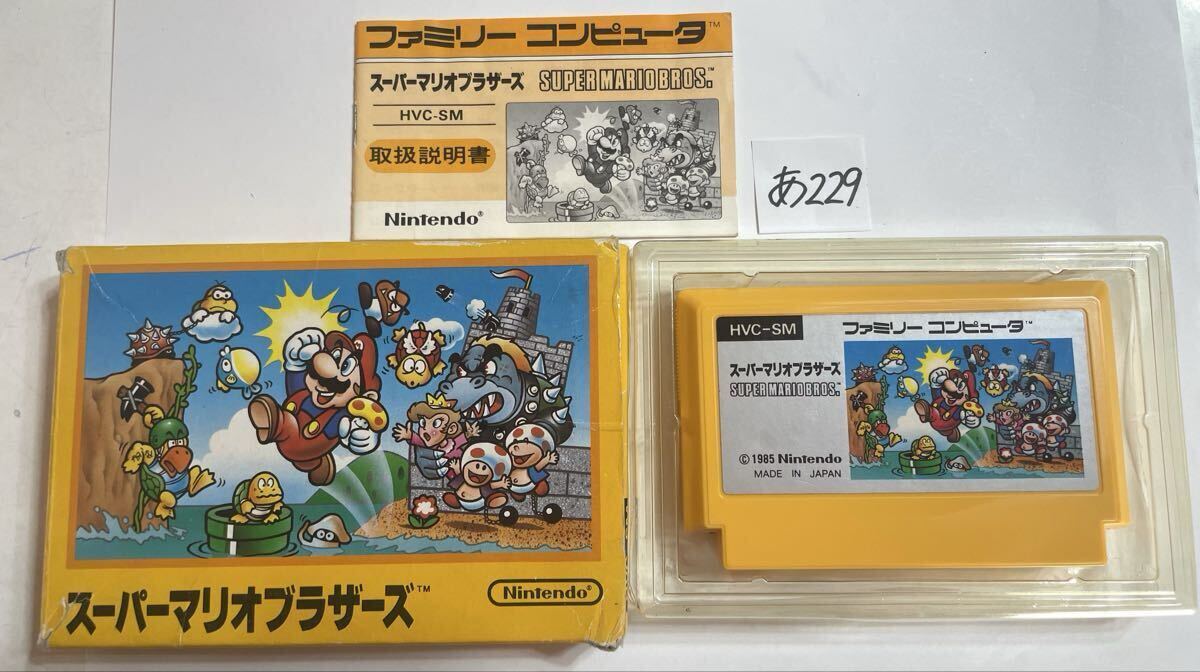 ファミリー コンピュータ™
スーパーマリオブラザーズ SUPER MARIO BROS.™
HVC-SM
取扱説明書
Nintendo®
あ229
スーパーマリオブラザーズ™
Nintendo®
HVC-SM ファミリー コンピュータ™
スーパーマリオブラザーズ
SUPER MARIO BROS.
©1985 Nintendo
MADE IN JAPAN